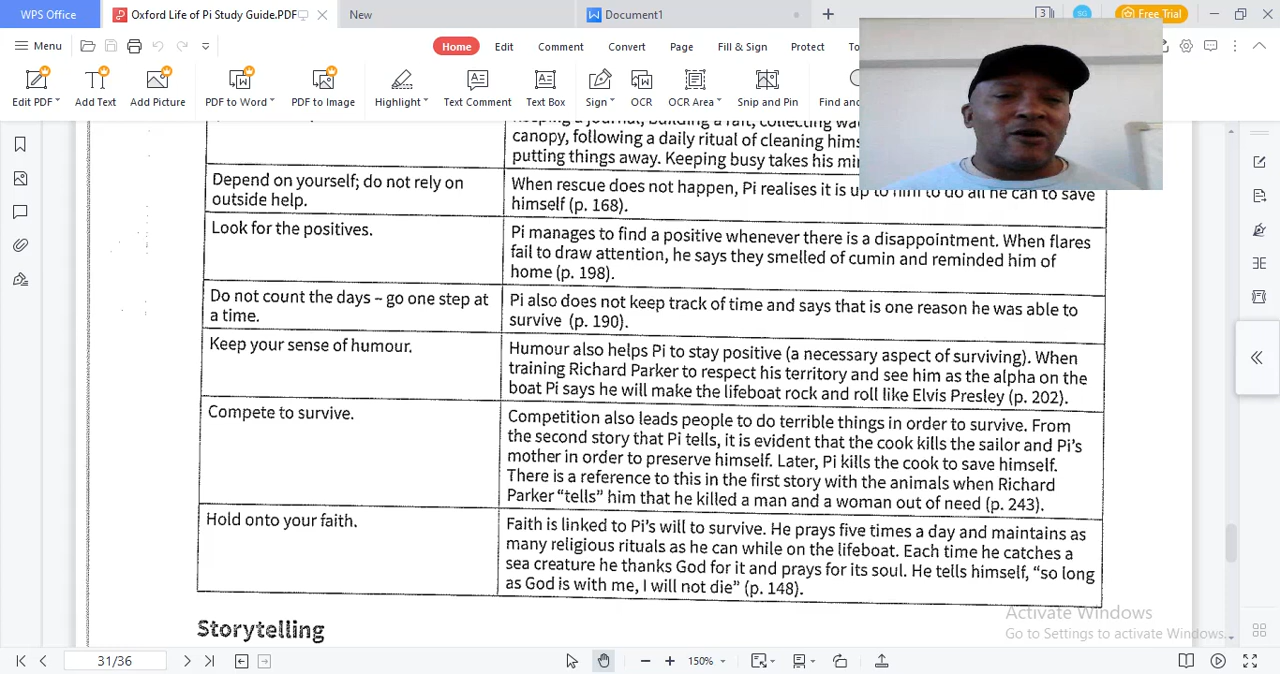 WPS Office
Oxford Life of Pi Study Guide.PDF
New
Document1
3
SG
Free Trial
Menu
Home
Edit
Comment
Convert
Page
Fill & Sign
Protect
Edit PDF
Add Text
Add Picture
PDF to Word
PDF to Image
Highlight
Text Comment
Text Box
Sign
OCR
OCR Area
Snip and Pin
Find and
keeping a journal, building a raft, collecting
canopy, following a daily ritual of cleaning
putting things away. Keeping busy takes his
Depend on yourself; do not rely on
outside help.
When rescue does not happen, Pi realises it is up to him to do all he can to save
himself (p. 168).
Look for the positives.
Pi manages to find a positive whenever there is a disappointment. When flares
fail to draw attention, he says they smelled of cumin and reminded him of
home (p. 198).
Do not count the days – go one step at
a time.
Pi also does not keep track of time and says that is one reason he was able to
survive (p. 190).
Keep your sense of humour.
Humour also helps Pi to stay positive (a necessary aspect of surviving). When
training Richard Parker to respect his territory and see him as the alpha on the
boat Pi says he will make the lifeboat rock and roll like Elvis Presley (p. 202).
Compete to survive.
Competition also leads people to do terrible things in order to survive. From
the second story that Pi tells, it is evident that the cook kills the sailor and Pi's
mother in order to preserve himself. Later, Pi kills the cook to save himself.
There is a reference to this in the first story with the animals when Richard
Parker “tells” him that he killed a man and a woman out of need (p. 243).
Hold onto your faith.
Faith is linked to Pi's will to survive. He prays five times a day and maintains as
many religious rituals as he can while on the lifeboat. Each time he catches a
sea creature he thanks God for it and prays for its soul. He tells himself, “so long
as God is with me, I will not die” (p. 148).
Storytelling
Activate Windows
Go to Settings to activate Windows.
31/36
150%